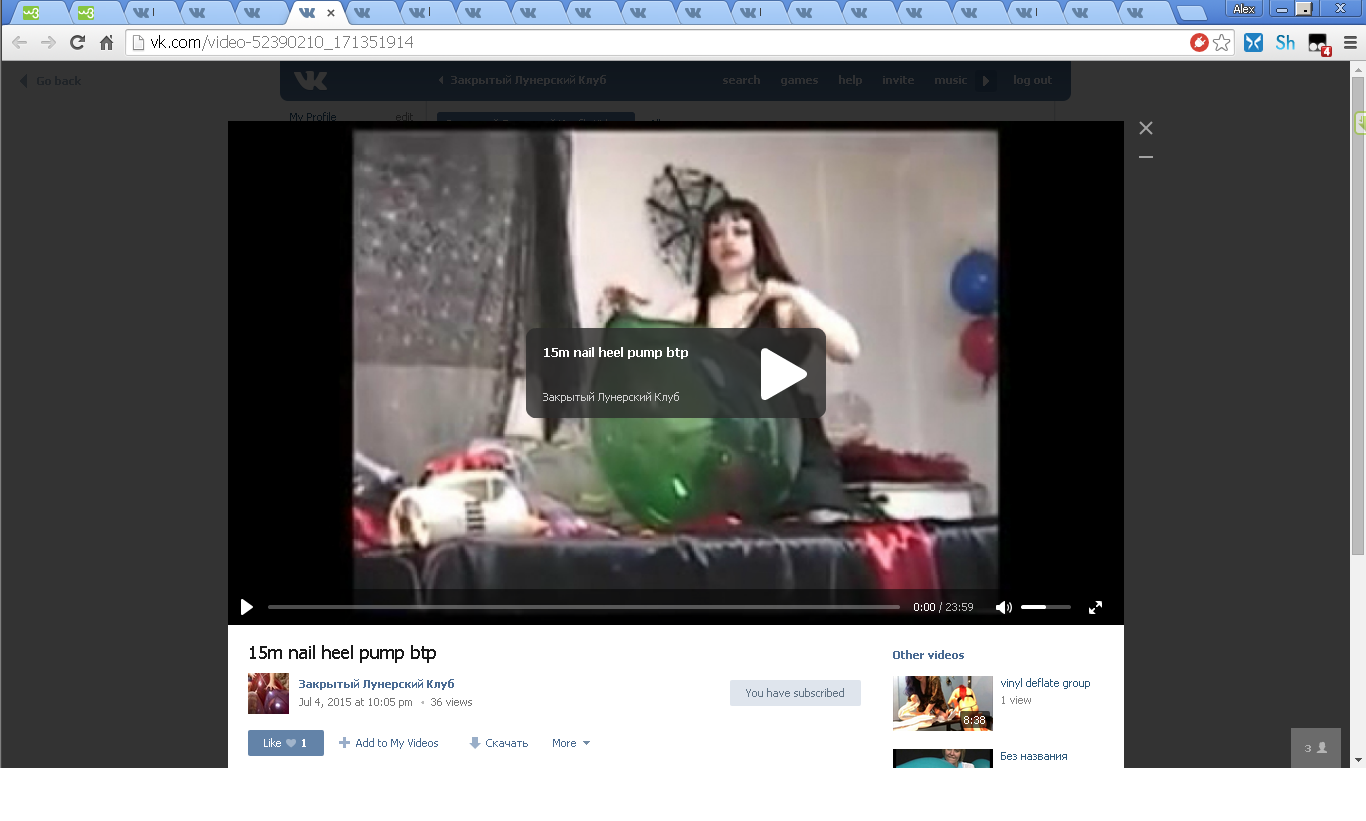 Alex
vk.com/video-52390210_171351914
Sh
4
Go back
Закрытый Лунерский Клуб
search
games
help
invite
music
log out
My Profile
edit
15m nail heel pump btp
Закрытый Лунерский Клуб
0:00 / 23:59
15m nail heel pump btp
Закрытый Лунерский Клуб
Jul 4, 2015 at 10:05 pm • 36 views
You have subscribed
Like 1
Add to My Videos
Скачать
More
Other videos
vinyl deflate group
1 view
8:38
Без названия
3